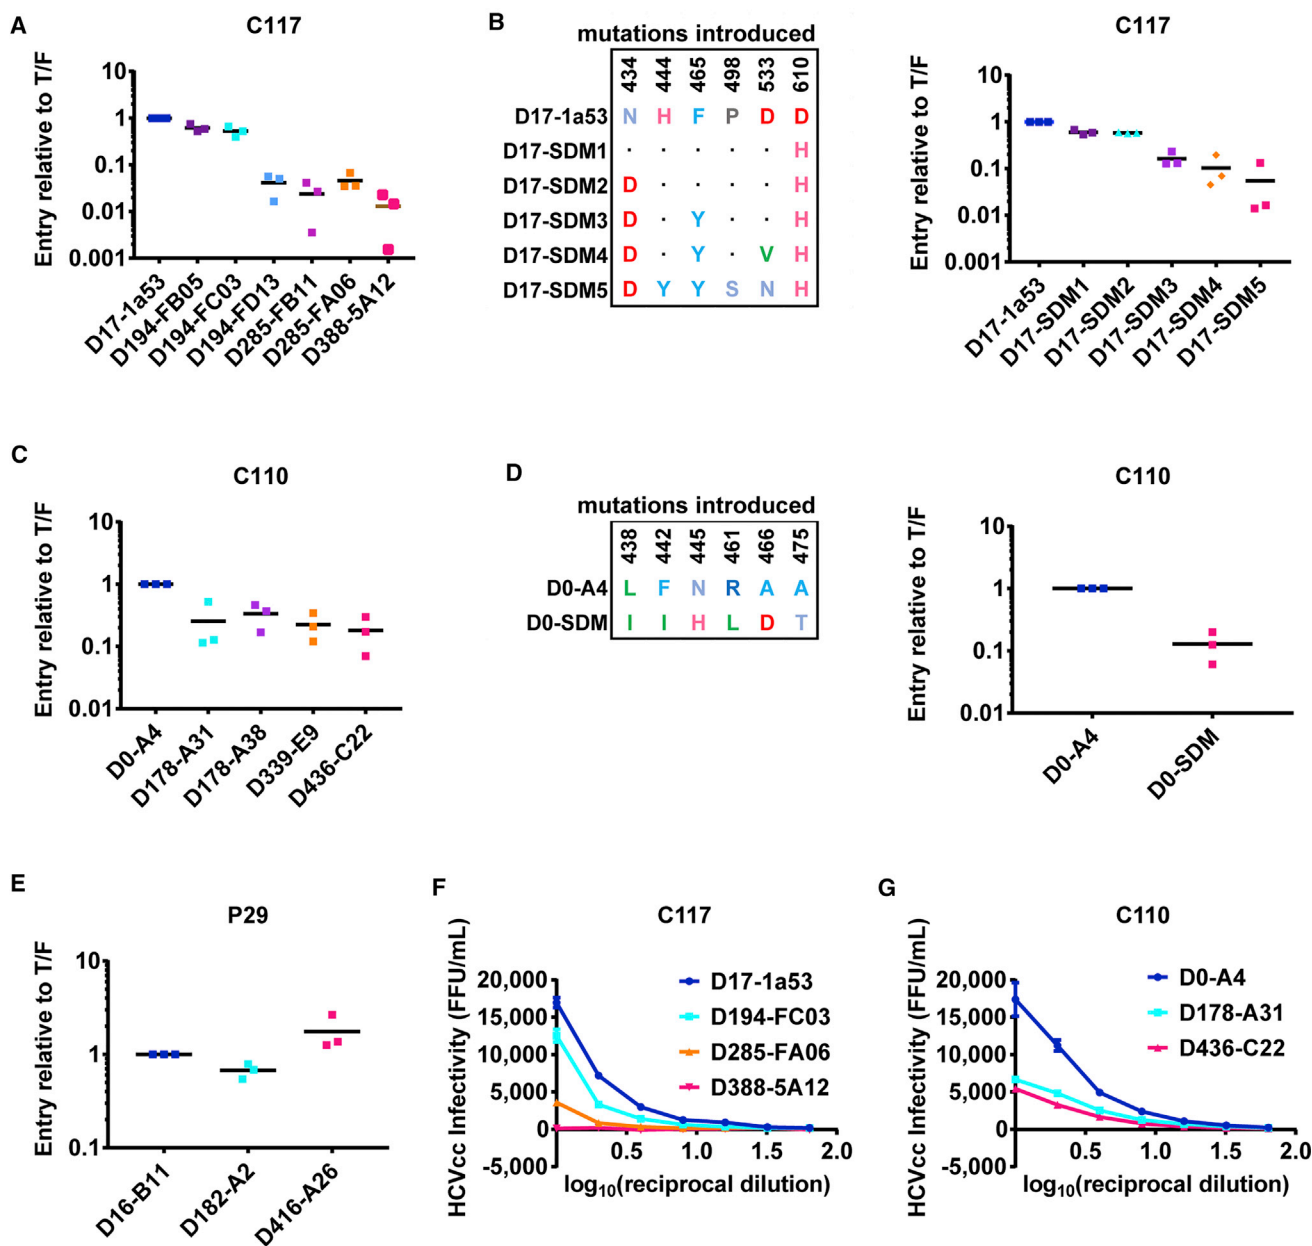 A
C117
Entry relative to T/F
10
1
0.1
0.01
0.001
D17-1a53
D194-FB05
D194-FC03
D194-FD13
D285-FB11
D285-FA06
D388-5A12
B
mutations introduced
434 444 465 498 533 610
D17-1a53 N H F P D D
D17-SDM1 . . . . . H
D17-SDM2 D . . . . H
D17-SDM3 D . Y . . H
D17-SDM4 D . Y . V H
D17-SDM5 D Y Y S N H
C117
Entry relative to T/F
10
1
0.1
0.01
0.001
D17-1a53
D17-SDM1
D17-SDM2
D17-SDM3
D17-SDM4
D17-SDM5
C
C110
Entry relative to T/F
10
1
0.1
0.01
D0-A4
D178-A31
D178-A38
D339-E9
D436-C22
D
mutations introduced
438 442 445 461 466 475
D0-A4 L F N R A A
D0-SDM I I H L D T
C110
Entry relative to T/F
10
1
0.1
0.01
D0-A4
D0-SDM
E
P29
Entry relative to T/F
10
1
0.1
D16-B11
D182-A2
D416-A26
F
C117
HCVcc Infectivity (FFU/mL)
20,000
15,000
10,000
5,000
0
-5,000
0.5 1.0 1.5 2.0
log10(reciprocal dilution)
D17-1a53
D194-FC03
D285-FA06
D388-5A12
G
C110
HCVcc Infectivity (FFU/mL)
20,000
15,000
10,000
5,000
0
-5,000
0.5 1.0 1.5 2.0
log10(reciprocal dilution)
D0-A4
D178-A31
D436-C22